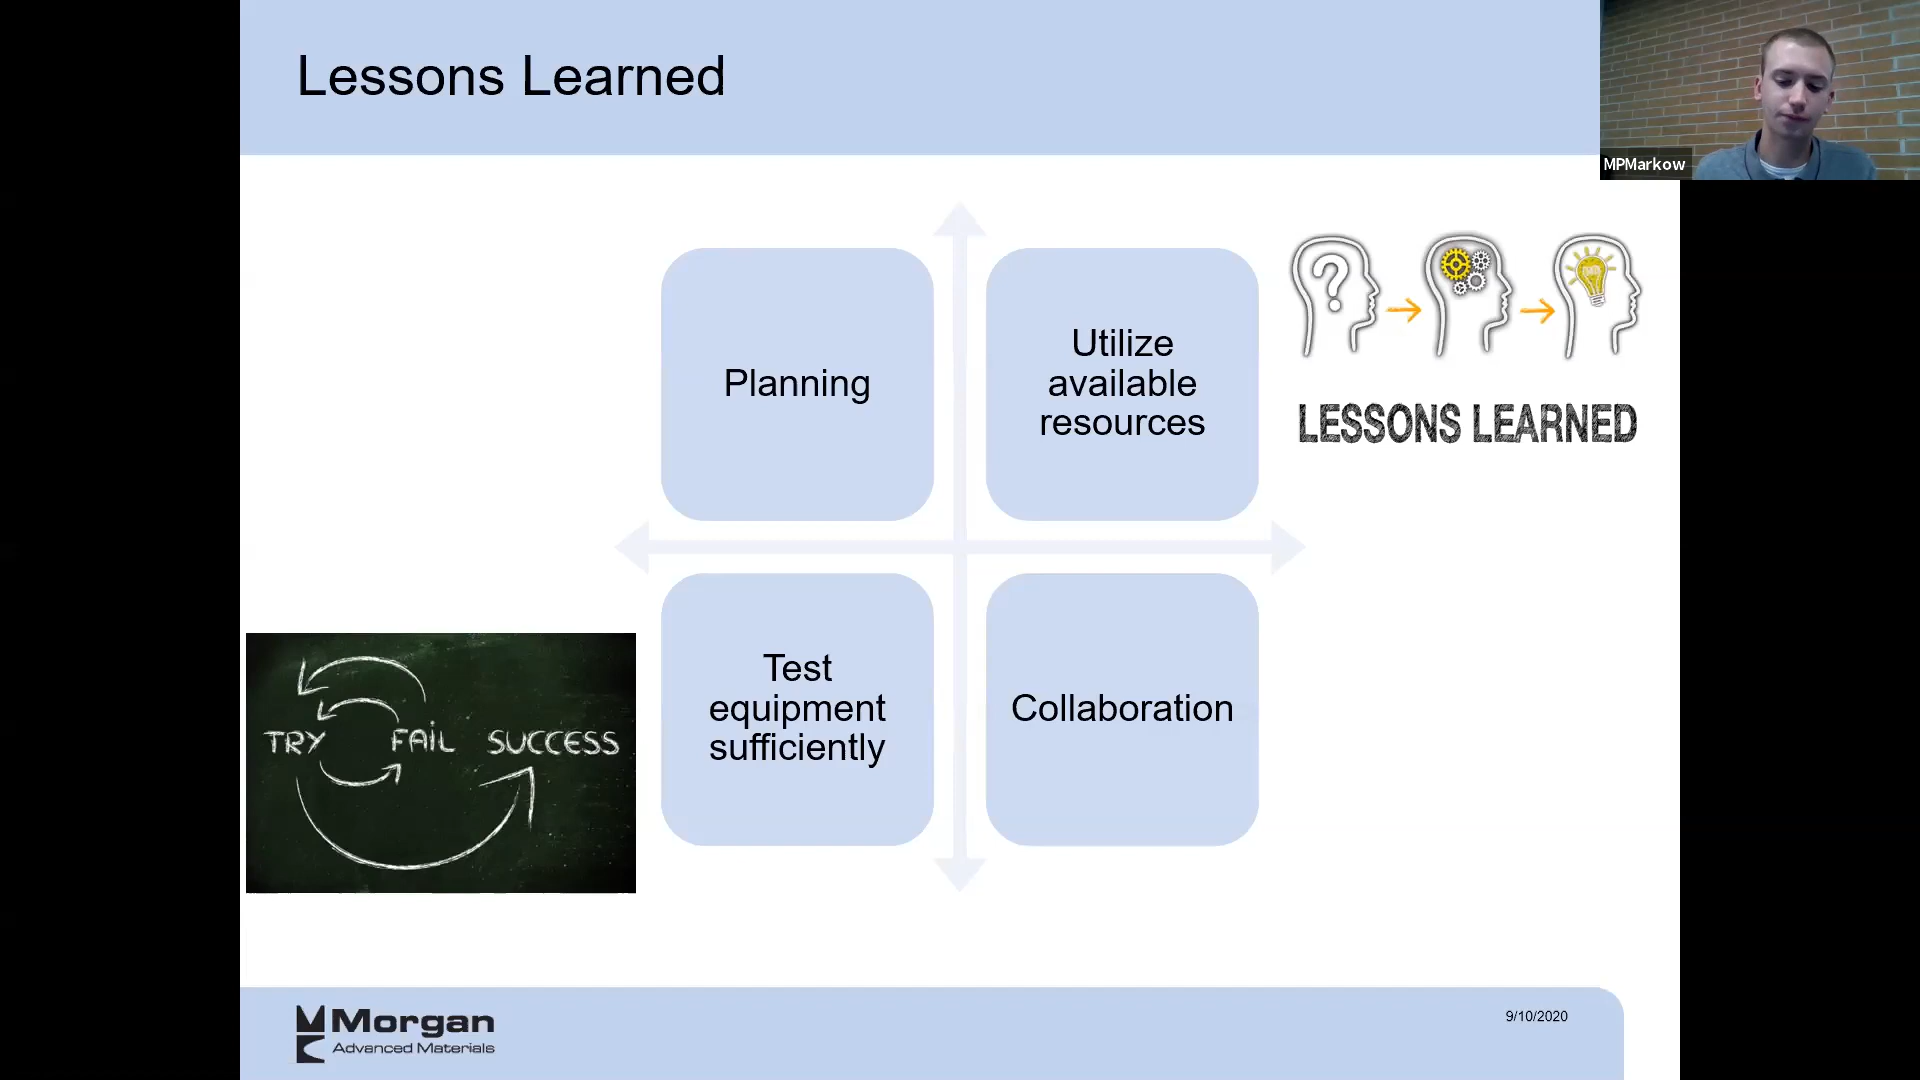 Lessons Learned
MPMarkow
Planning
Utilize
available
resources
LESSONS LEARNED
Test
equipment
sufficiently
Collaboration
TRY FAIL SUCCESS
Morgan
Advanced Materials
9/10/2020